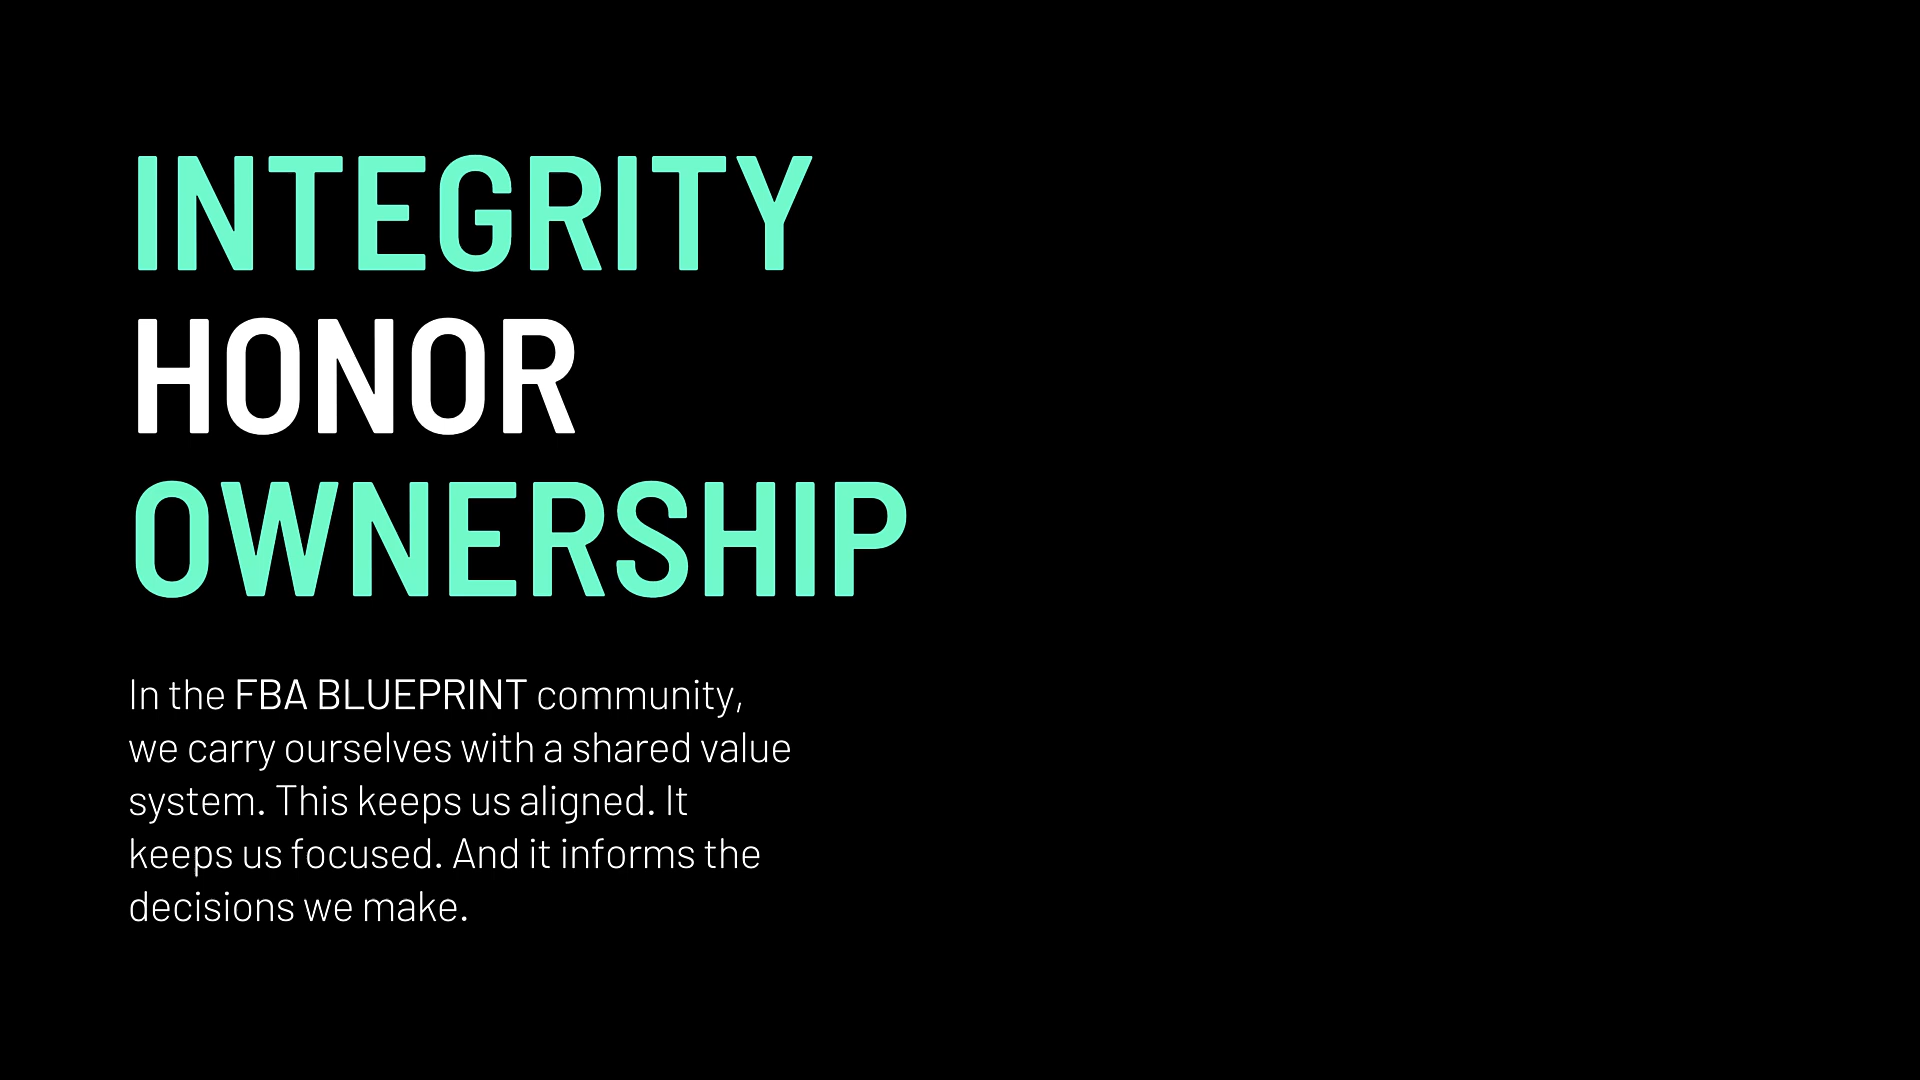 INTEGRITY
HONOR
OWNERSHIP
In the FBA BLUEPRINT community,
we carry ourselves with a shared value
system. This keeps us aligned. It
keeps us focused. And it informs the
decisions we make.